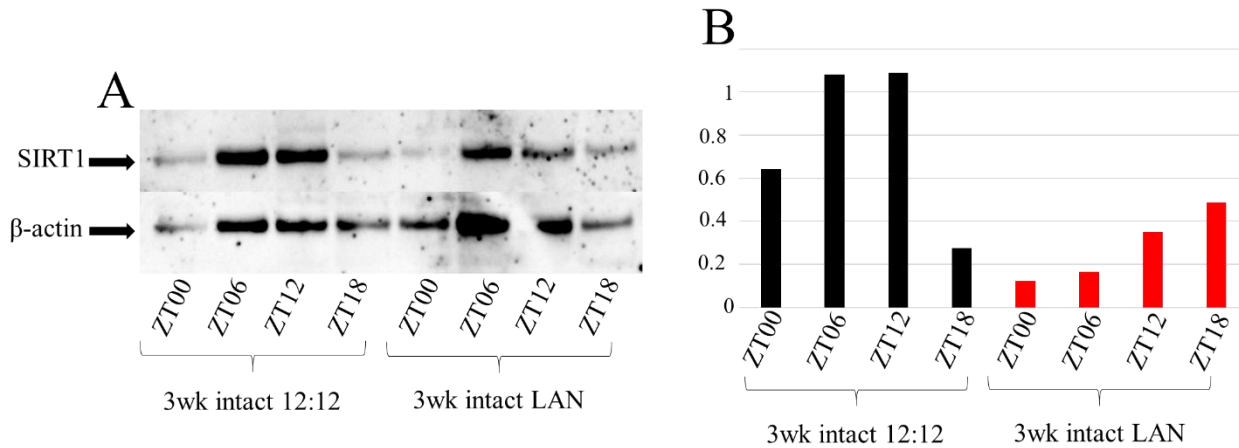 A
SIRT1
β-actin
ZT00 ZT06 ZT12 ZT18 ZT00 ZT06 ZT12 ZT18
3wk intact 12:12 3wk intact LAN
B
1
0.8
0.6
0.4
0.2
0
ZT00 ZT06 ZT12 ZT18 ZT00 ZT06 ZT12 ZT18
3wk intact 12:12 3wk intact LAN